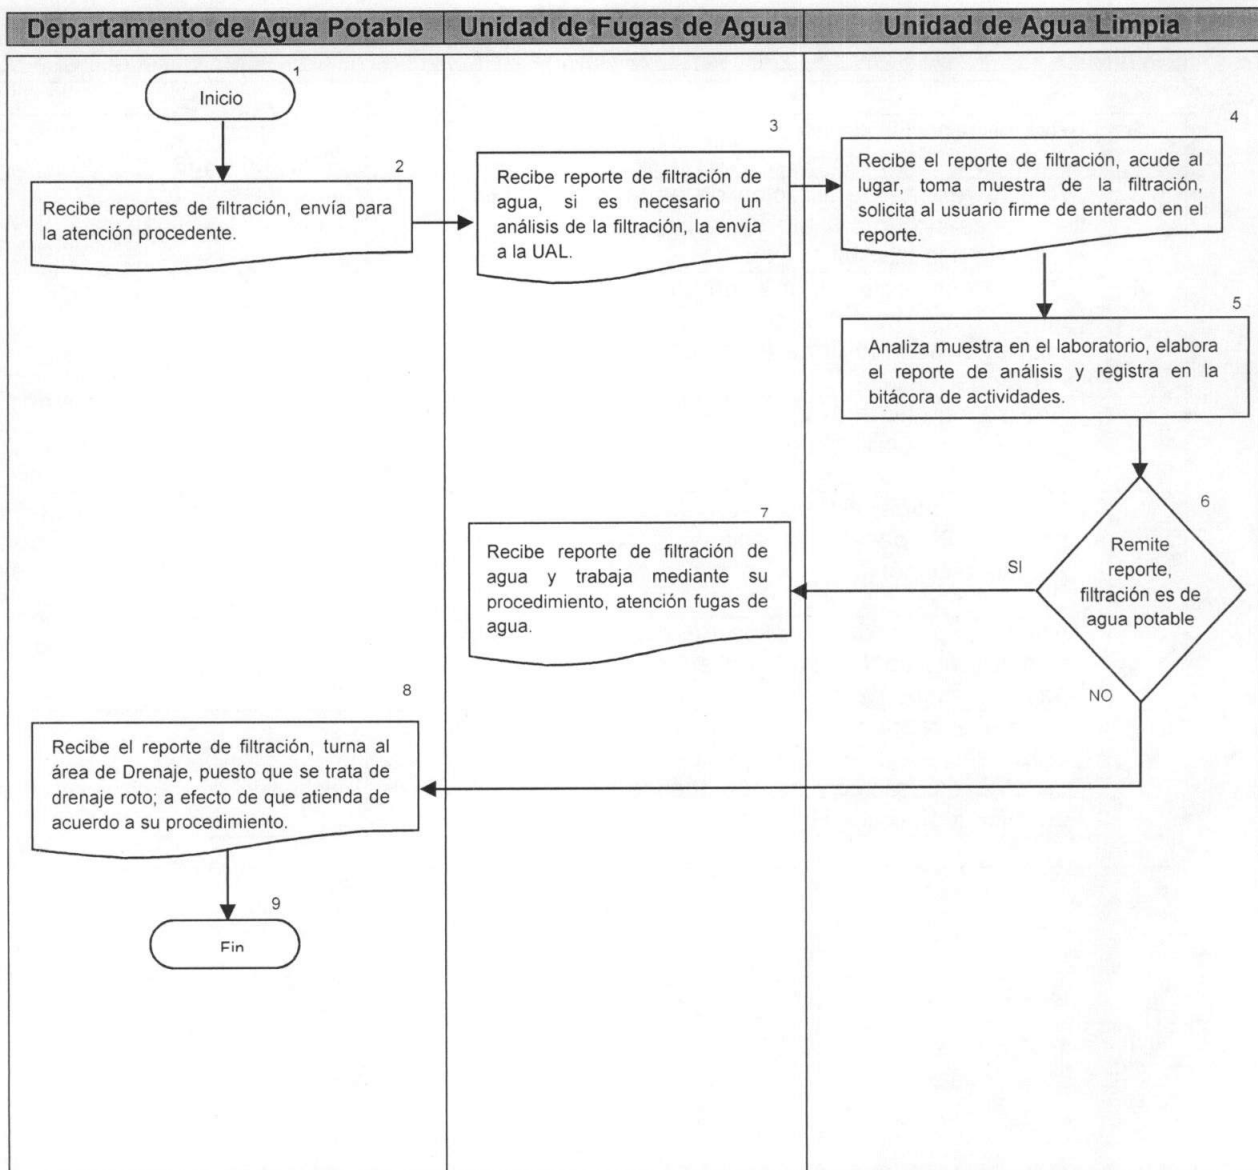 Departamento de Agua Potable
Unidad de Fugas de Agua
Unidad de Agua Limpia
1
Inicio
2
Recibe reportes de filtración, envía para
la atención procedente.
3
Recibe reporte de filtración de
agua, si es necesario un
análisis de la filtración, la envía
a la UAL.
4
Recibe el reporte de filtración, acude al
lugar, toma muestra de la filtración,
solicita al usuario firme de enterado en el
reporte.
5
Analiza muestra en el laboratorio, elabora
el reporte de análisis y registra en la
bitácora de actividades.
6
Remite
reporte,
filtración es de
agua potable
SI
NO
7
Recibe reporte de filtración de
agua y trabaja mediante su
procedimiento, atención fugas de
agua.
8
Recibe el reporte de filtración, turna al
área de Drenaje, puesto que se trata de
drenaje roto; a efecto de que atienda de
acuerdo a su procedimiento.
9
Fin